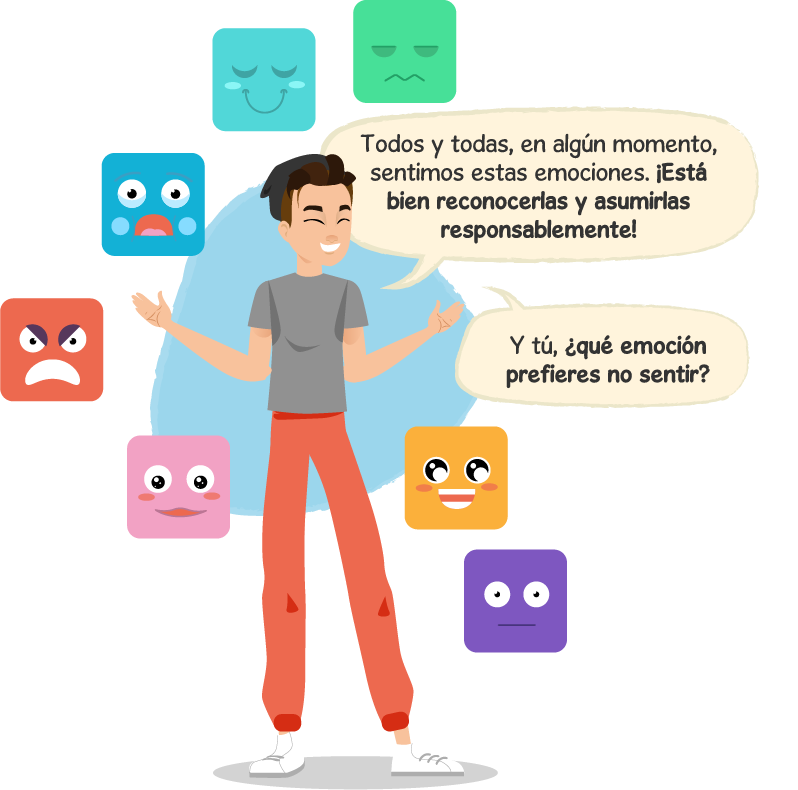 Todos y todas, en algún momento,
sentimos estas emociones. ¡Está
bien reconocerlas y asumirlas
responsablemente!
Y tú, ¿qué emoción
prefieres no sentir?